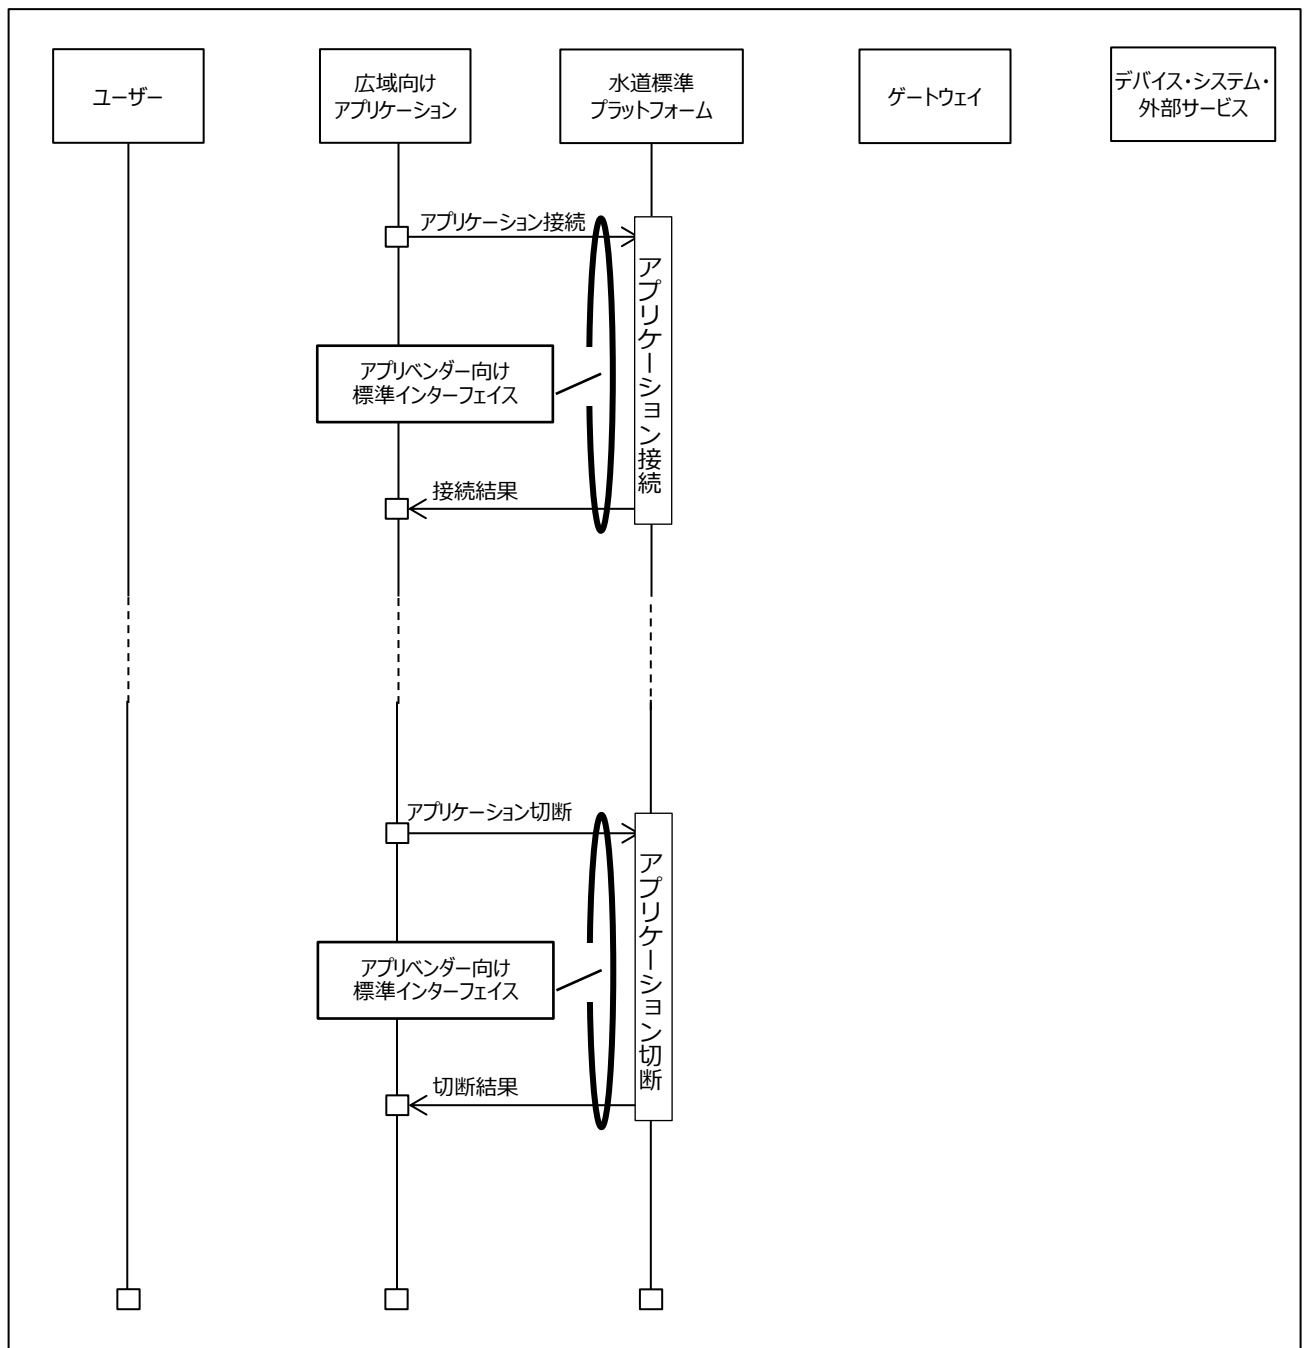 ユーザー
広域向け
アプリケーション
水道標準
プラットフォーム
ゲートウェイ
デバイス・システム・
外部サービス
アプリケーション接続
アプリケーション接続
アプリベンダー向け
標準インターフェイス
接続結果
アプリケーション切断
アプリケーション切断
アプリベンダー向け
標準インターフェイス
切断結果